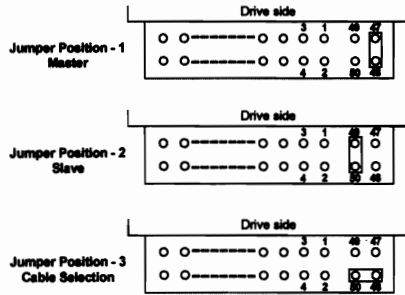 Drive side
3 1 49 47
Jumper Position - 1
Master
4 2 50 48
Drive side
3 1 49 47
Jumper Position - 2
Slave
4 2 50 48
Drive side
3 1 49 47
Jumper Position - 3
Cable Selection
4 2 50 48